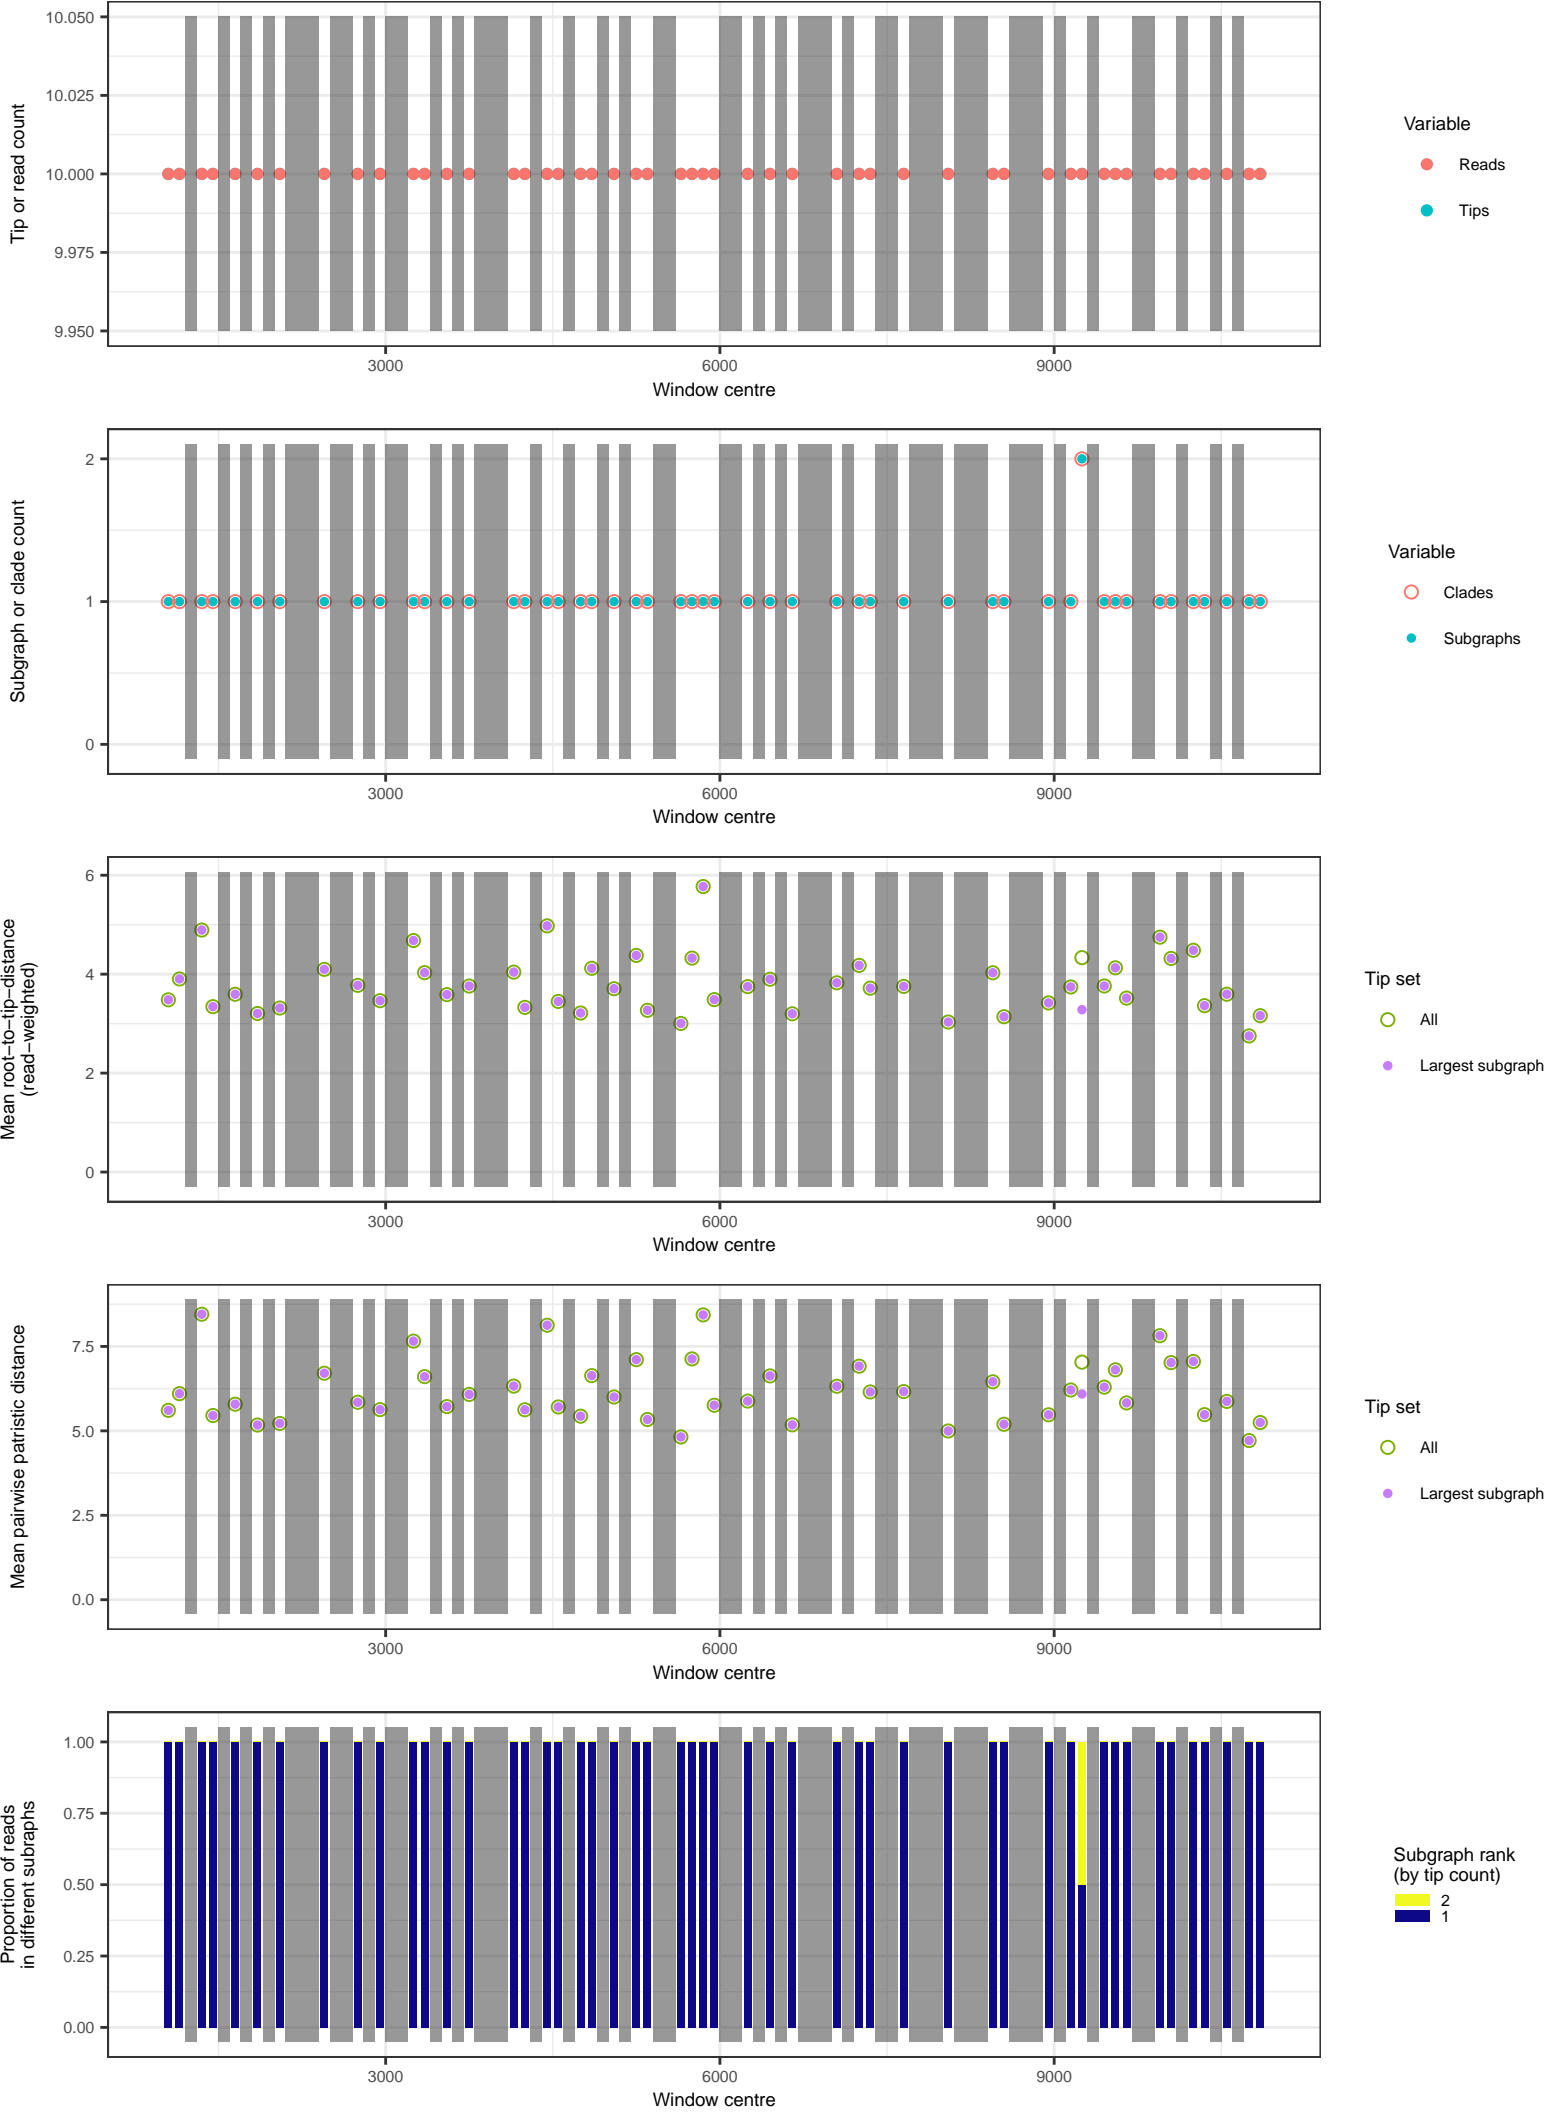 10.050
10.025
10.000
9.975
9.950
Tip or read count
3000
6000
9000
Window centre
Variable
Reads
Tips
2
1
0
Subgraph or clade count
3000
6000
9000
Window centre
Variable
Clades
Subgraphs
6
4
2
0
Mean root−to−tip−distance
(read−weighted)
3000
6000
9000
Window centre
Tip set
All
Largest subgraph
7.5
5.0
2.5
0.0
Mean pairwise patristic distance
3000
6000
9000
Window centre
Tip set
All
Largest subgraph
1.00
0.75
0.50
0.25
0.00
Proportion of reads
in different subraphs
3000
6000
9000
Window centre
Subgraph rank
(by tip count)
2
1